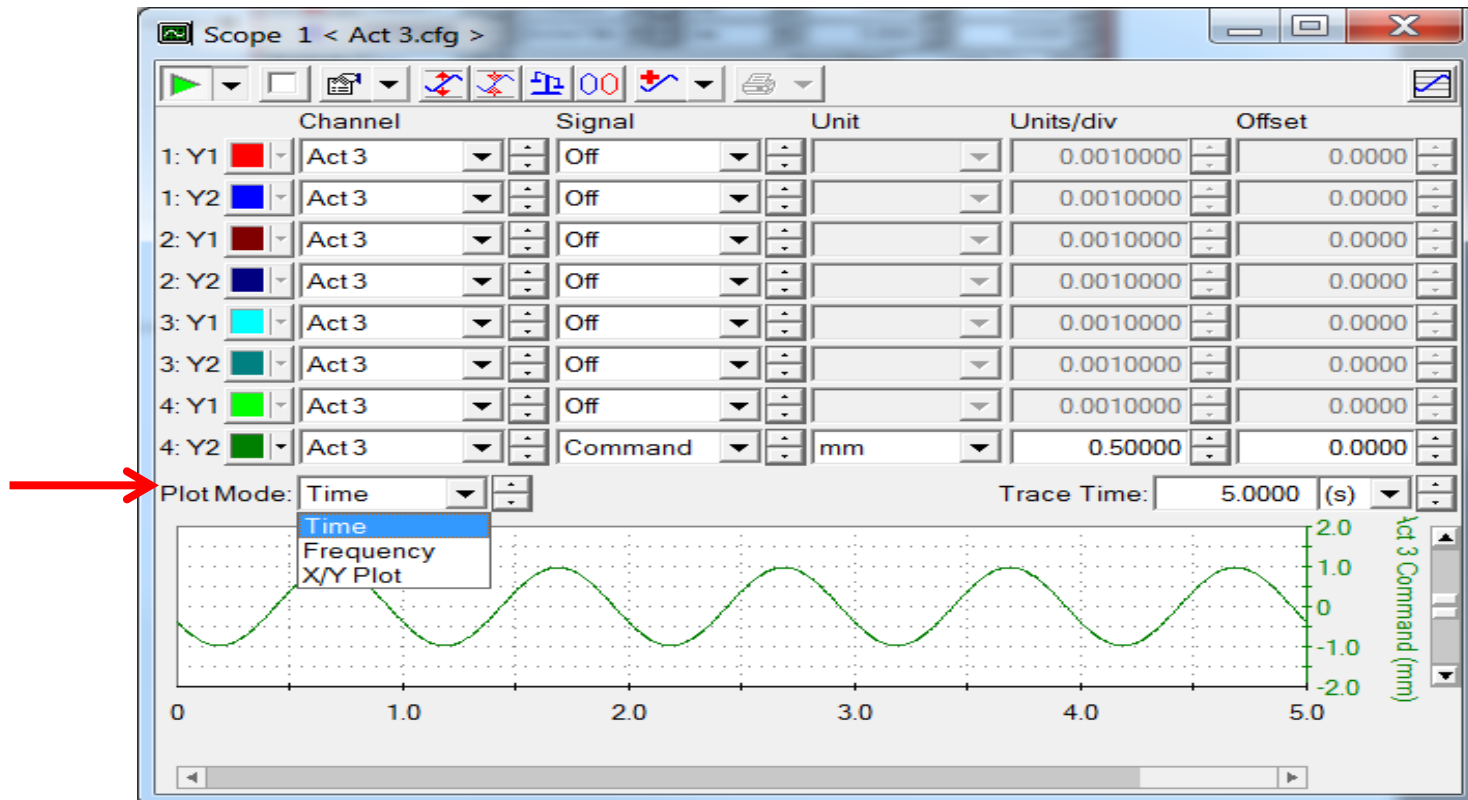 Scope 1 < Act 3.cfg >
Channel Signal Unit Units/div Offset
1: Y1 Act 3 Off 0.0010000 0.0000
1: Y2 Act 3 Off 0.0010000 0.0000
2: Y1 Act 3 Off 0.0010000 0.0000
2: Y2 Act 3 Off 0.0010000 0.0000
3: Y1 Act 3 Off 0.0010000 0.0000
3: Y2 Act 3 Off 0.0010000 0.0000
4: Y1 Act 3 Off 0.0010000 0.0000
4: Y2 Act 3 Command mm 0.50000 0.0000
Plot Mode: Time Trace Time: 5.0000 (s)
Time
Frequency
X/Y Plot
2.0
1.0
0
-1.0
-2.0
Act 3 Command (mm)
0 1.0 2.0 3.0 4.0 5.0